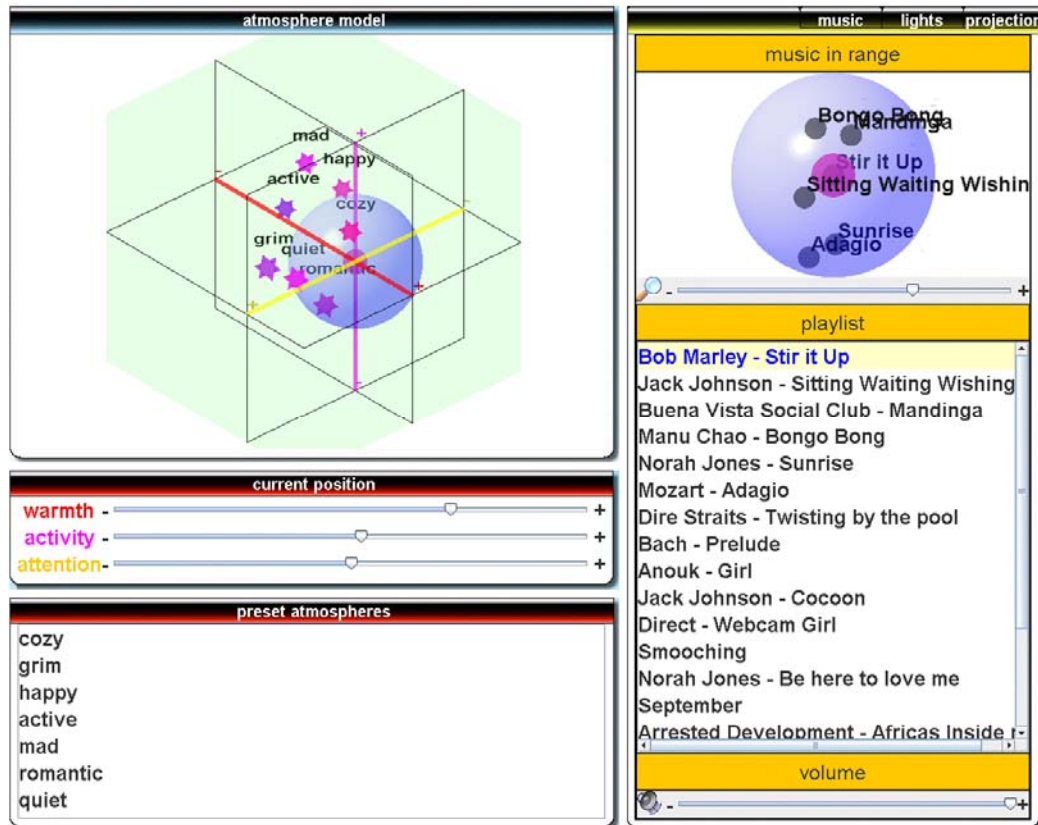 atmosphere model
mad
happy
active
cozy
grim
quiet
romantic
current position
warmth - +
activity - +
attention - +
preset atmospheres
cozy
grim
happy
active
mad
romantic
quiet
music lights projection
music in range
Bongo Bong
Mandinga
Stir it Up
Sitting Waiting Wishin
Sunrise
Adagio
- +
playlist
Bob Marley - Stir it Up
Jack Johnson - Sitting Waiting Wishing
Buena Vista Social Club - Mandinga
Manu Chao - Bongo Bong
Norah Jones - Sunrise
Mozart - Adagio
Dire Straits - Twisting by the pool
Bach - Prelude
Anouk - Girl
Jack Johnson - Cocoon
Direct - Webcam Girl
Smooching
Norah Jones - Be here to love me
September
Arrested Development - Africas Inside
volume
- +